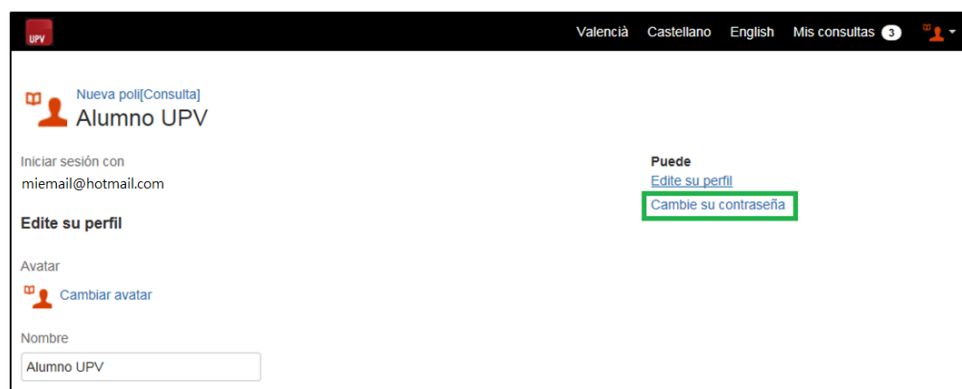 UPV
Valencià Castellano English Mis consultas 3
Nueva poli[Consulta]
Alumno UPV
Iniciar sesión con
miemail@hotmail.com
Puede
Edite su perfil
Cambie su contraseña
Edite su perfil
Avatar
Cambiar avatar
Nombre
Alumno UPV